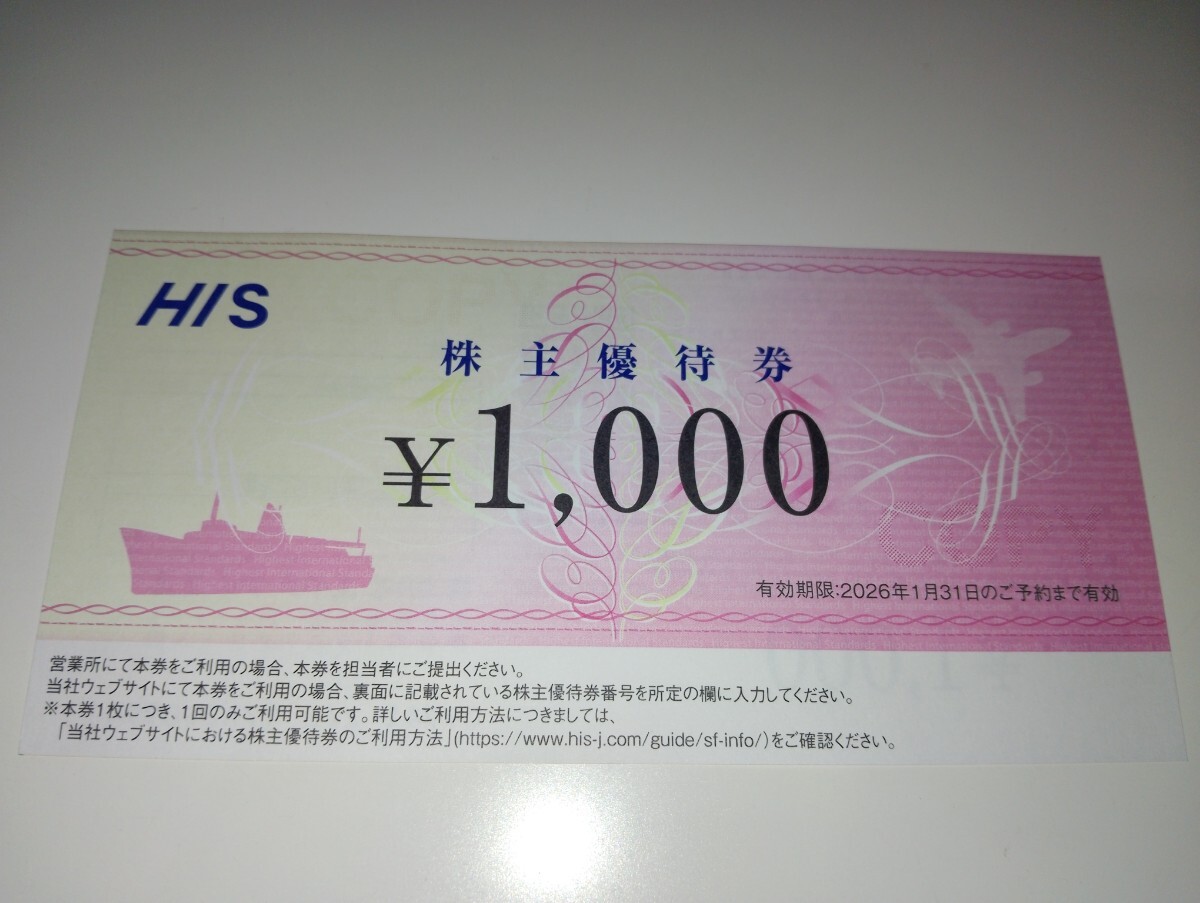 HIS
株主優待券
¥1,000
COPY
有効期限:2026年1月31日のご予約まで有効
Highest International Standards
営業所にて本券をご利用の場合、本券を担当者にご提出ください。
当社ウェブサイトにて本券をご利用の場合、裏面に記載されている株主優待券番号を所定の欄に入力してください。
※本券1枚につき、1回のみご利用可能です。詳しいご利用方法につきましては、
「当社ウェブサイトにおける株主優待券のご利用方法」(https://www.his-j.com/guide/sf-info/)をご確認ください。